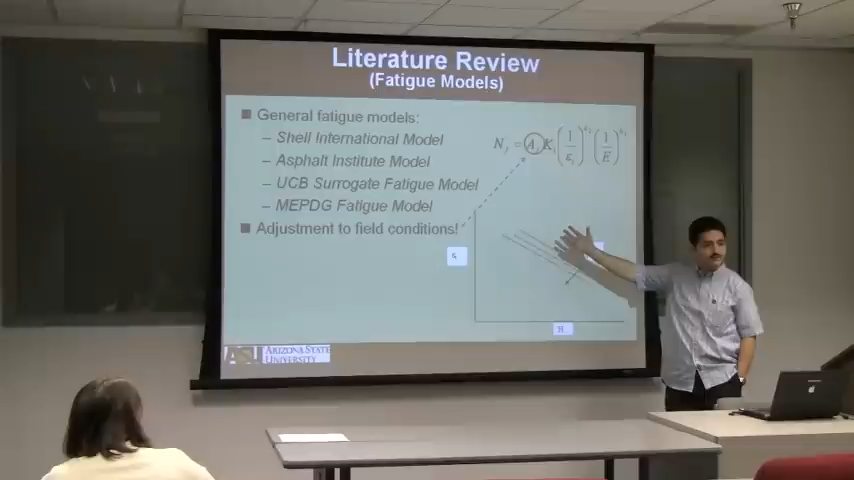 Literature Review
(Fatigue Models)
■ General fatigue models:
– Shell International Model
– Asphalt Institute Model
– UCB Surrogate Fatigue Model
– MEPDG Fatigue Model
■ Adjustment to field conditions!
ASU ARIZONA STATE
UNIVERSITY